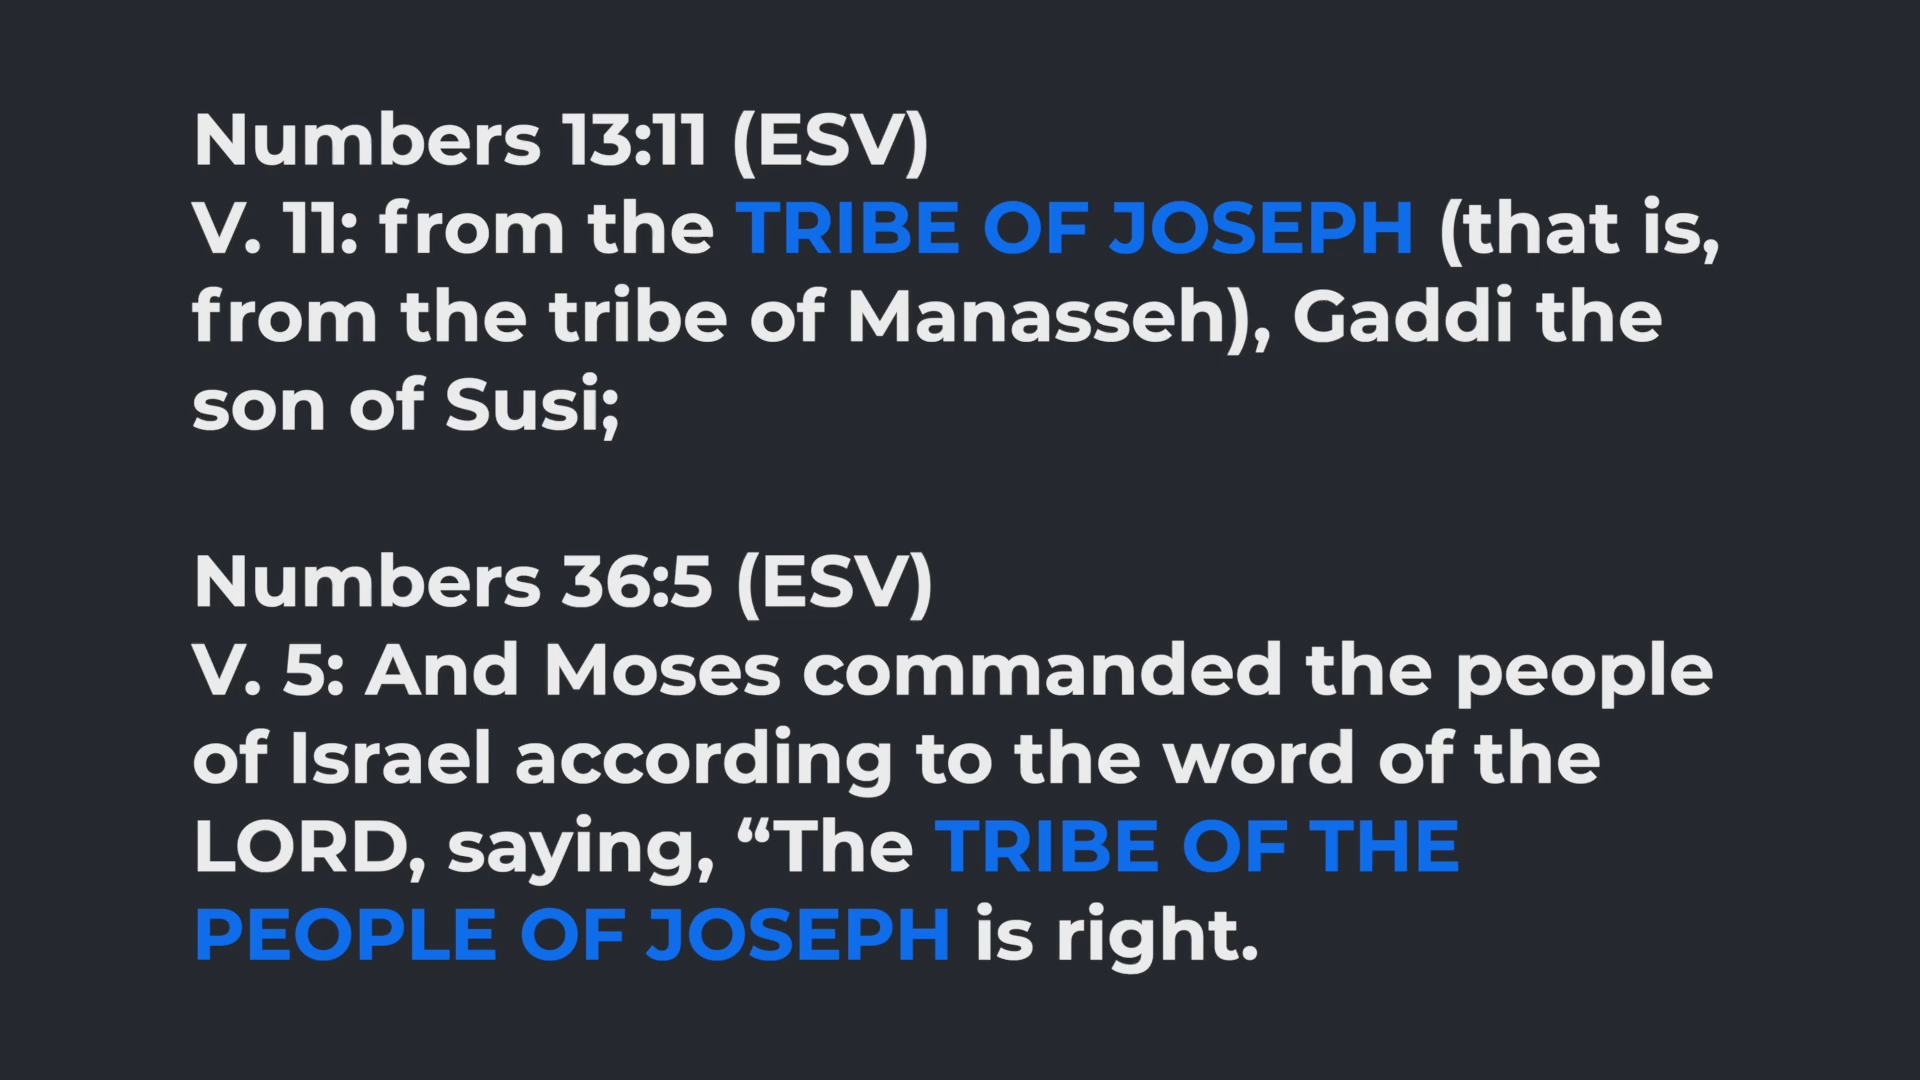 Numbers 13:11 (ESV)
V. 11: from the TRIBE OF JOSEPH (that is,
from the tribe of Manasseh), Gaddi the
son of Susi;
Numbers 36:5 (ESV)
V. 5: And Moses commanded the people
of Israel according to the word of the
LORD, saying, “The TRIBE OF THE
PEOPLE OF JOSEPH is right.